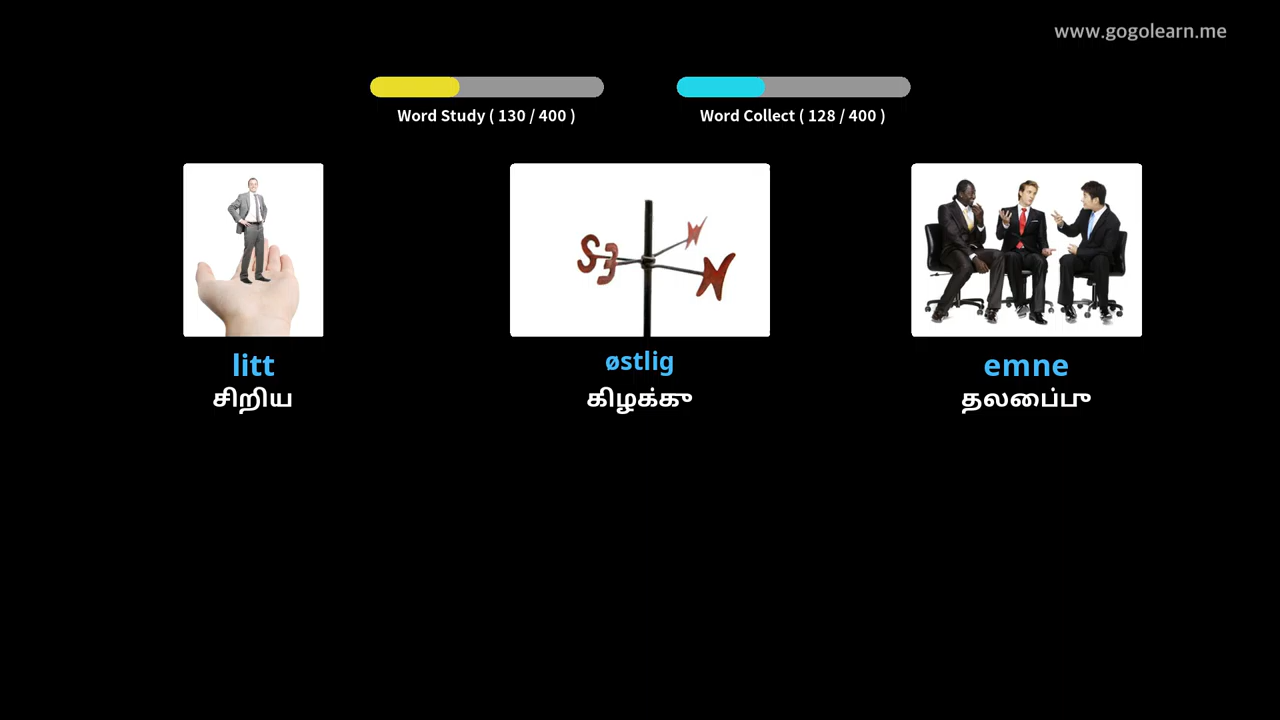 www.gogolearn.me
Word Study ( 130 / 400 )
Word Collect ( 128 / 400 )
S E N W
litt
østlig
emne
சிறிய
கிழக்கு
தலைப்பு